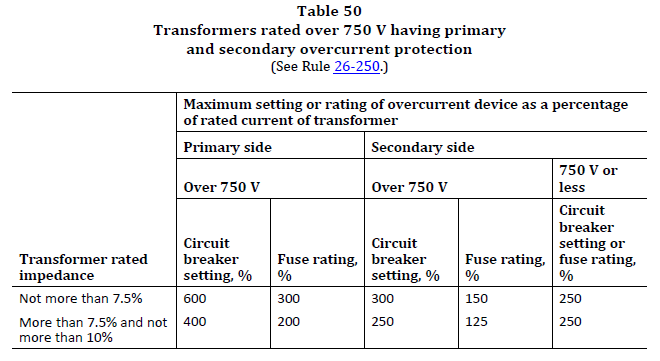 Table 50
Transformers rated over 750 V having primary
and secondary overcurrent protection
(See Rule 26-250.)
Maximum setting or rating of overcurrent device as a percentage
of rated current of transformer
Primary side Secondary side
Over 750 V Over 750 V 750 V or
less
Transformer rated
impedance
Circuit
breaker
setting, %
Fuse rating,
%
Circuit
breaker
setting, %
Fuse rating,
%
Circuit
breaker
setting or
fuse rating,
%
Not more than 7.5% 600 300 300 150 250
More than 7.5% and not 400 200 250 125 250
more than 10%